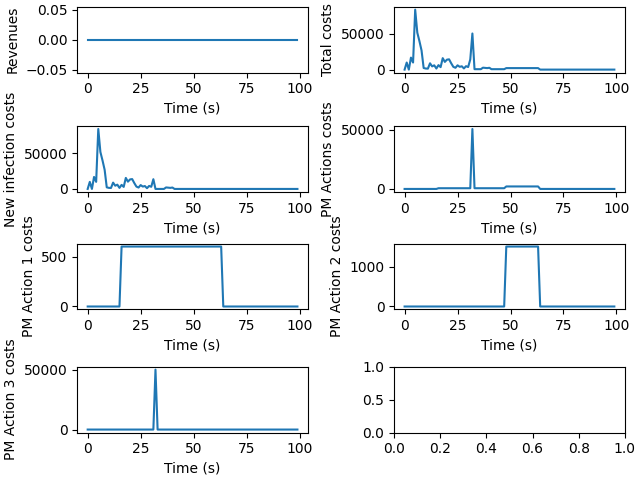 Revenues
0.05
0.00
−0.05
0 25 50 75 100
Time (s)
Total costs
50000
0
0 25 50 75 100
Time (s)
New infection costs
50000
0
0 25 50 75 100
Time (s)
PM Actions costs
50000
0
0 25 50 75 100
Time (s)
PM Action 1 costs
500
0
0 25 50 75 100
Time (s)
PM Action 2 costs
1000
0
0 25 50 75 100
Time (s)
PM Action 3 costs
50000
0
0 25 50 75 100
Time (s)
1.0
0.5
0.0
0.0 0.2 0.4 0.6 0.8 1.0